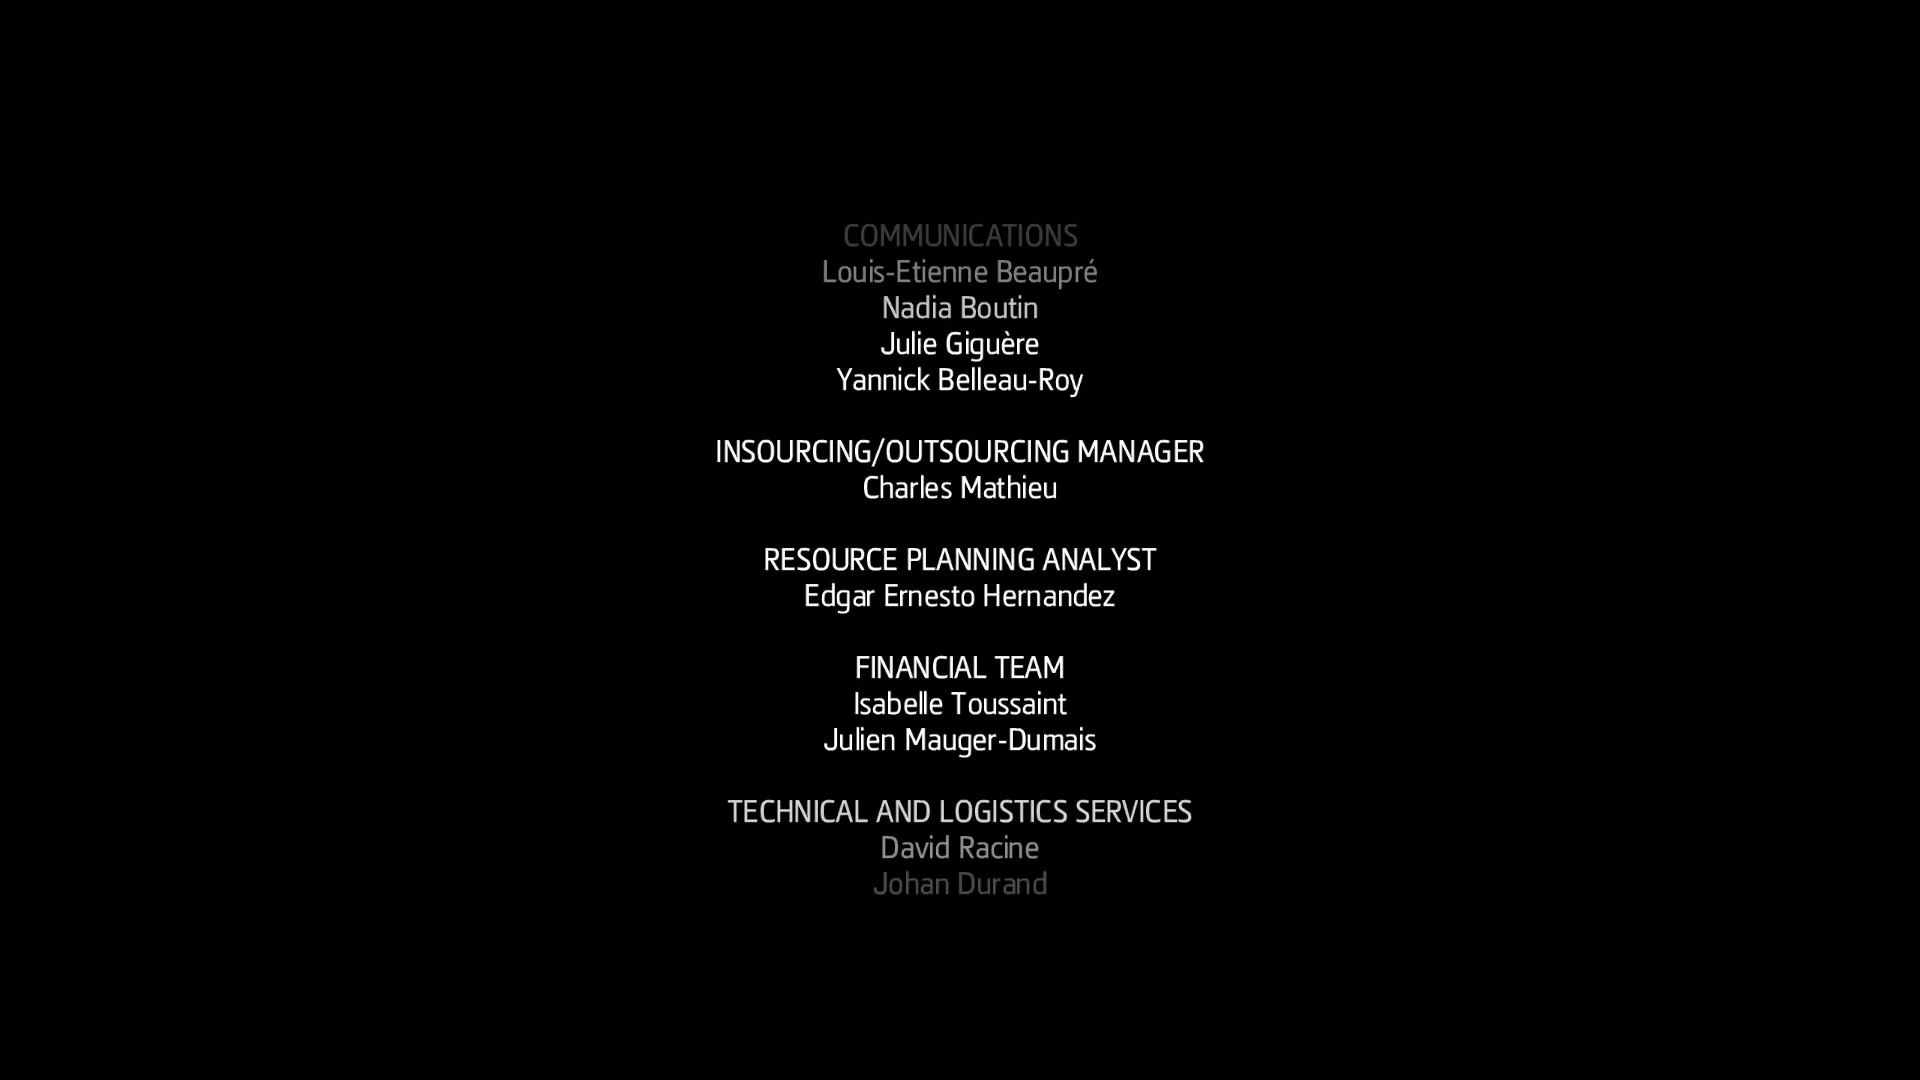 COMMUNICATIONS
Louis-Etienne Beaupré
Nadia Boutin
Julie Giguère
Yannick Belleau-Roy
INSOURCING/OUTSOURCING MANAGER
Charles Mathieu
RESOURCE PLANNING ANALYST
Edgar Ernesto Hernandez
FINANCIAL TEAM
Isabelle Toussaint
Julien Mauger-Dumais
TECHNICAL AND LOGISTICS SERVICES
David Racine
Johan Durand